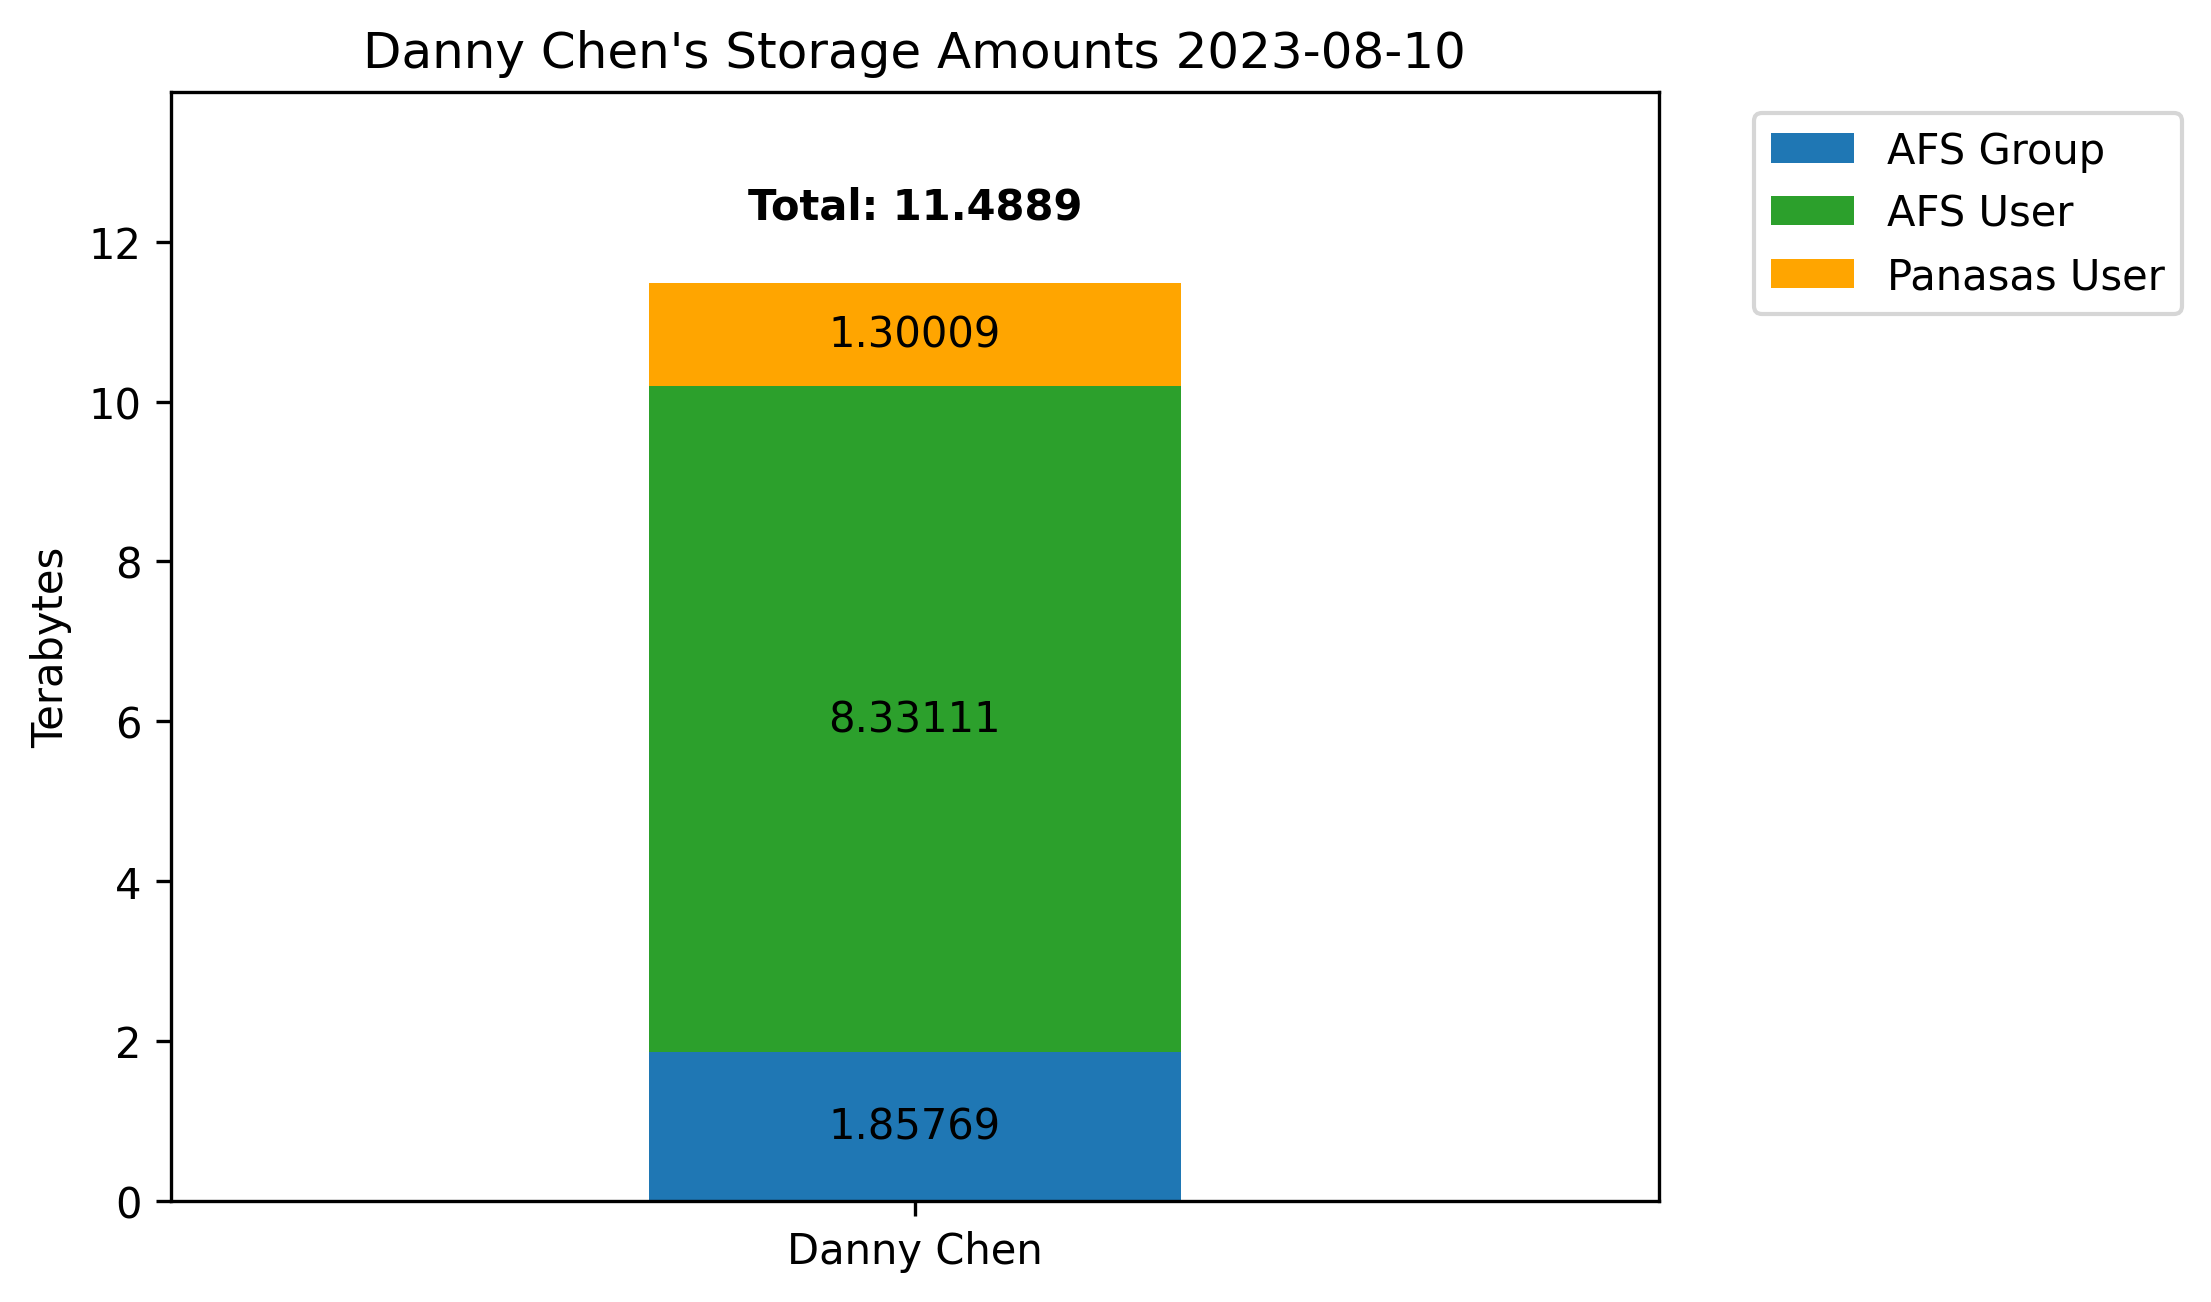 Danny Chen's Storage Amounts 2023-08-10
AFS Group
AFS User
Panasas User
Total: 11.4889
12
10
8
6
4
2
0
Terabytes
1.30009
8.33111
1.85769
Danny Chen